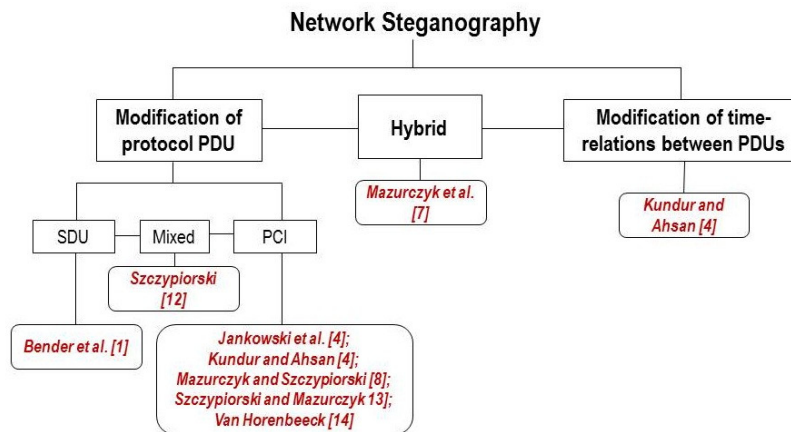 Network Steganography
Modification of
protocol PDU
Hybrid
Modification of time-
relations between PDUs
Mazurczyk et al.
[7]
Kundur and
Ahsan [4]
SDU
Mixed
PCI
Szczypiorski
[12]
Bender et al. [1]
Jankowski et al. [4];
Kundur and Ahsan [4];
Mazurczyk and Szczypiorski [8];
Szczypiorski and Mazurczyk 13];
Van Horenbeeck [14]